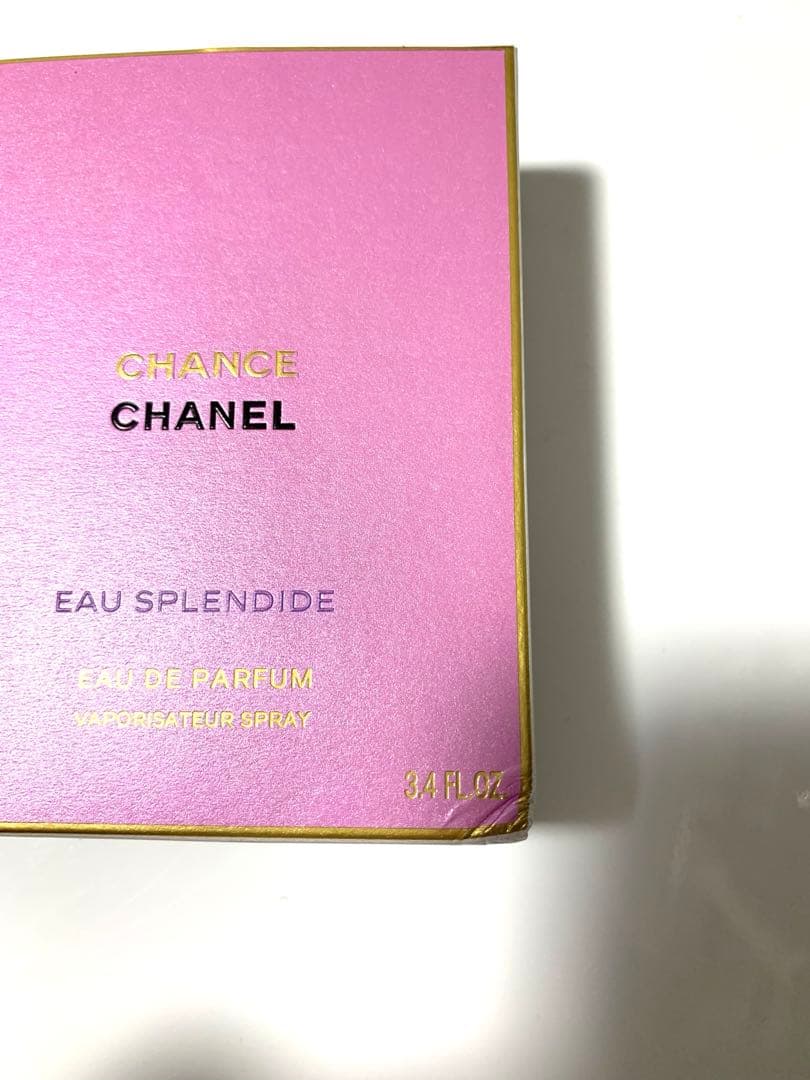 CHANCE
CHANEL
EAU SPLENDIDE
EAU DE PARFUM
VAPORISATEUR SPRAY
3.4 FL.OZ.